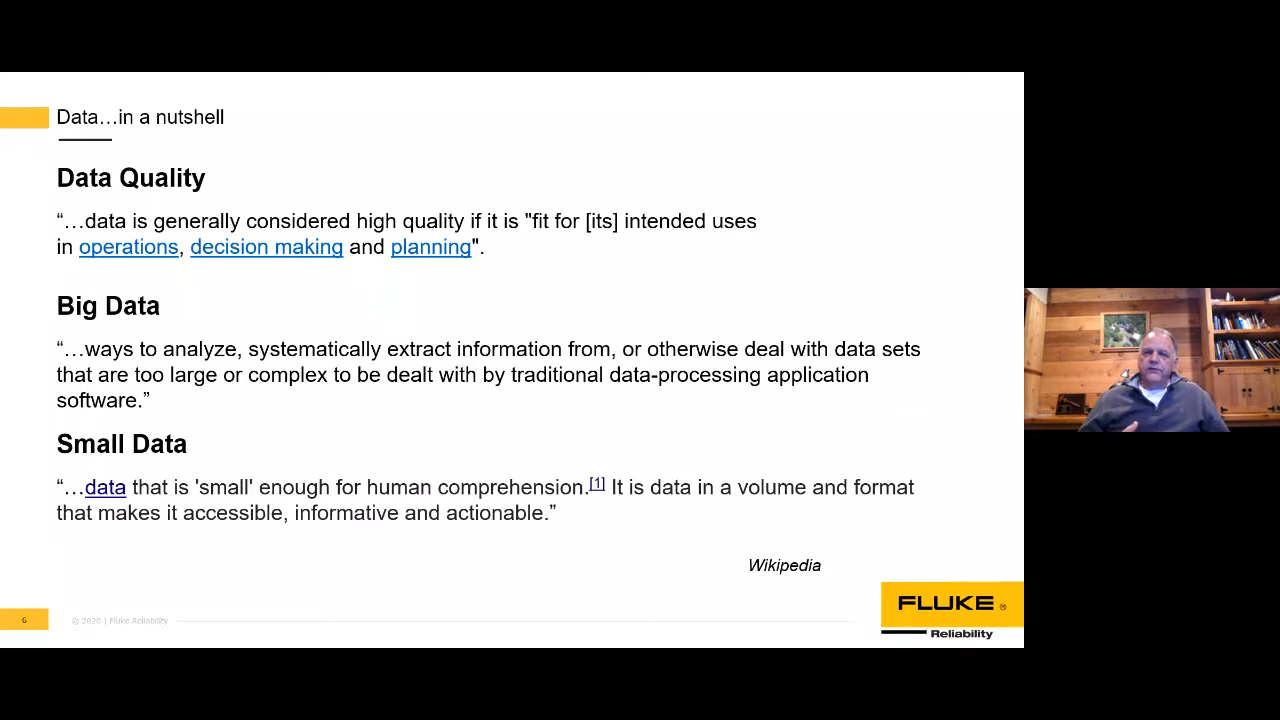 Data…in a nutshell
Data Quality
“…data is generally considered high quality if it is "fit for [its] intended uses
in operations, decision making and planning".
Big Data
“…ways to analyze, systematically extract information from, or otherwise deal with data sets
that are too large or complex to be dealt with by traditional data-processing application
software.”
Small Data
“…data that is 'small' enough for human comprehension.[1] It is data in a volume and format
that makes it accessible, informative and actionable.”
Wikipedia
FLUKE ®
Reliability
6
© 2020 | Fluke Reliability